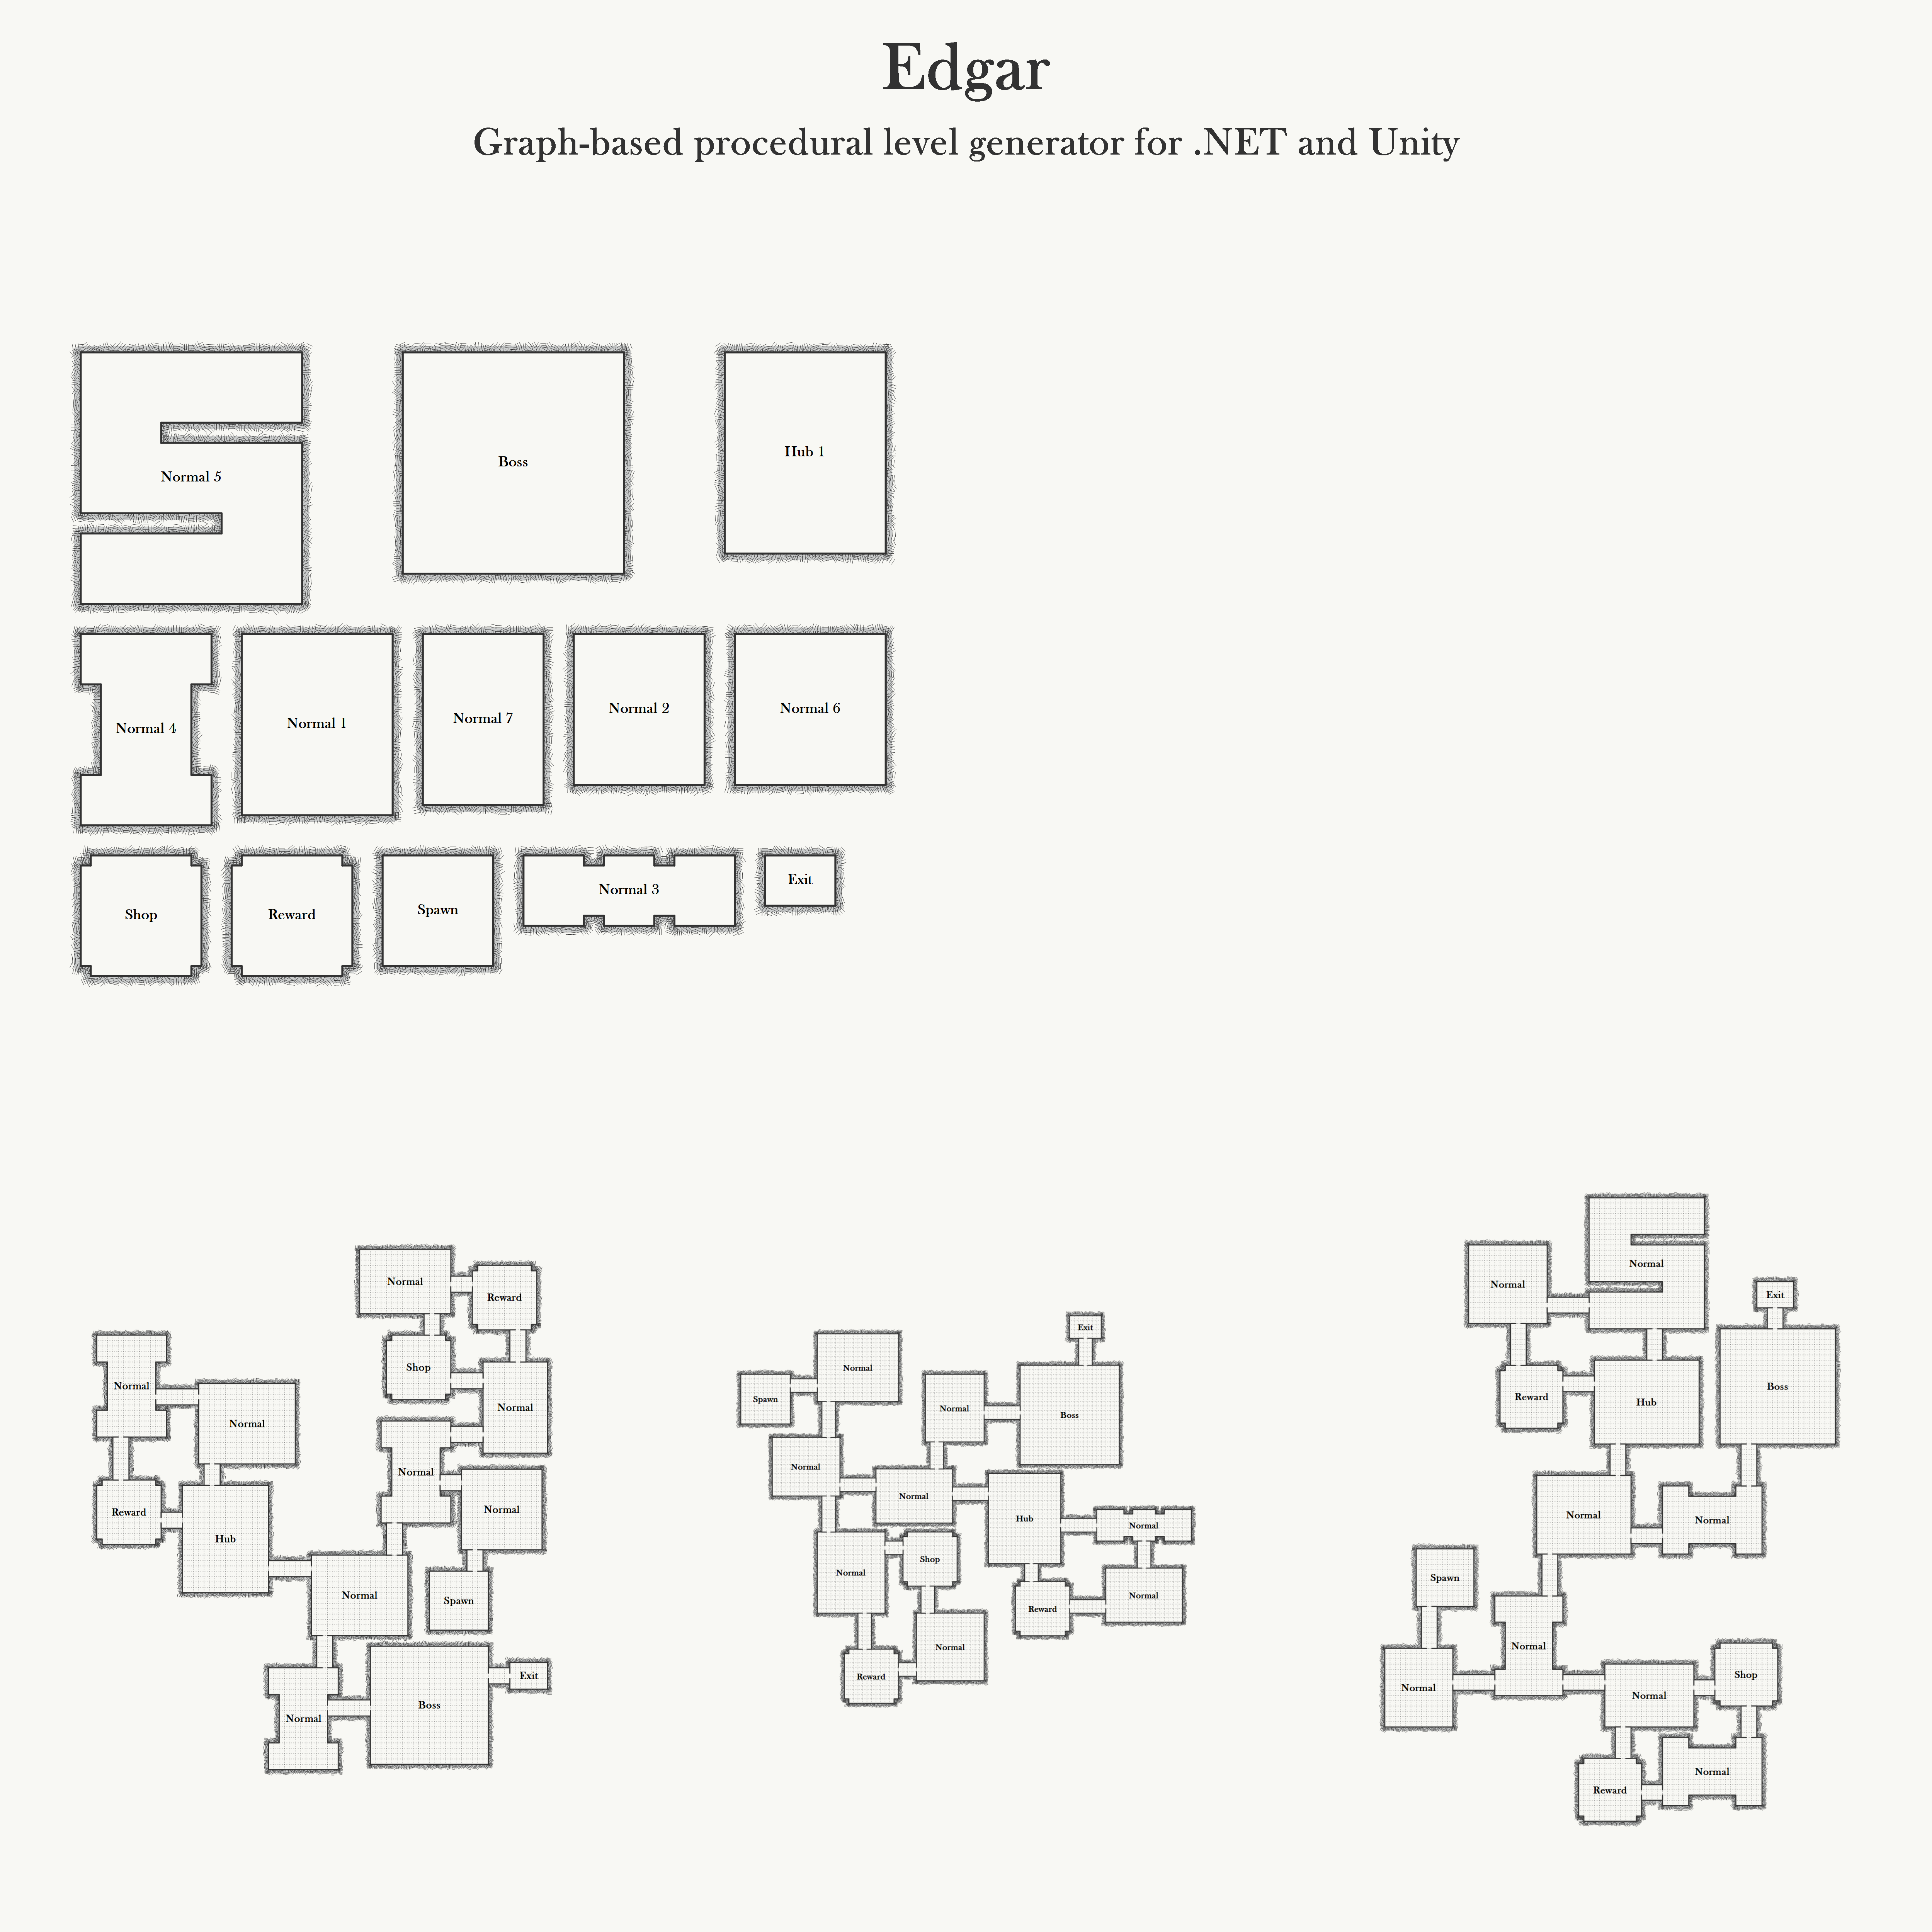 Edgar
Graph-based procedural level generator for .NET and Unity
Normal 5
Boss
Hub 1
Normal 4
Normal 1
Normal 7
Normal 2
Normal 6
Shop
Reward
Spawn
Normal 3
Exit
Normal
Reward
Shop
Normal
Normal
Normal
Normal
Normal
Reward
Hub
Normal
Spawn
Normal
Boss
Exit
Exit
Normal
Spawn
Normal
Boss
Normal
Normal
Hub
Normal
Normal
Shop
Normal
Reward
Normal
Reward
Normal
Normal
Exit
Boss
Reward
Hub
Normal
Normal
Spawn
Normal
Normal
Normal
Shop
Normal
Reward
Normal